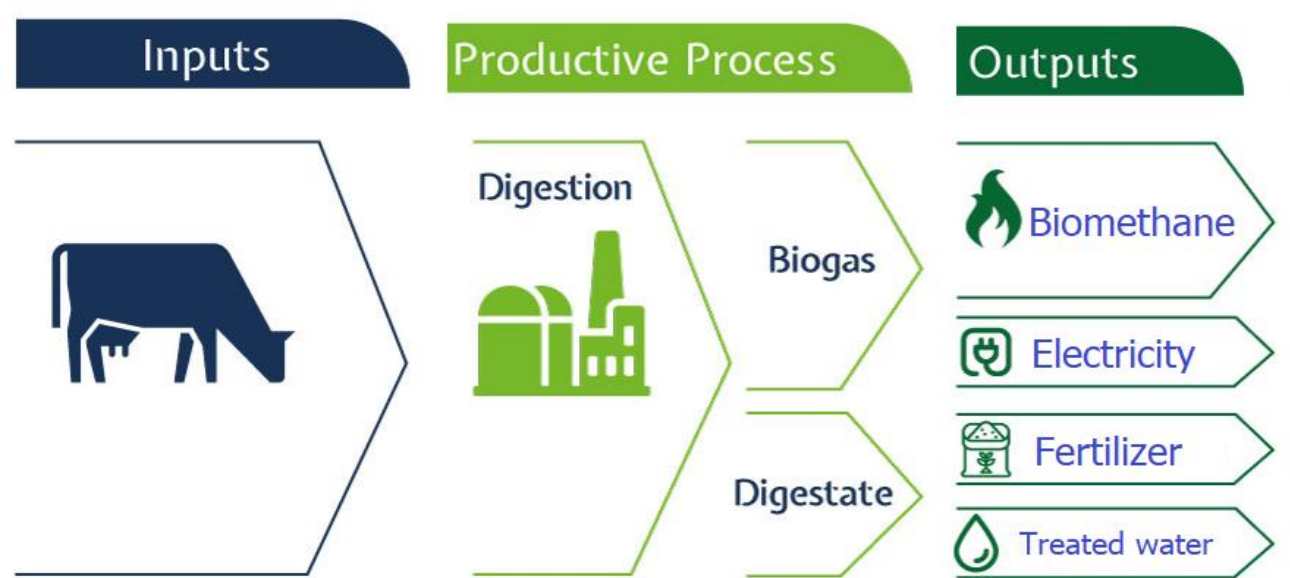 Inputs
Productive Process
Outputs
Digestion
Biogas
Digestate
Biomethane
Electricity
Fertilizer
Treated water